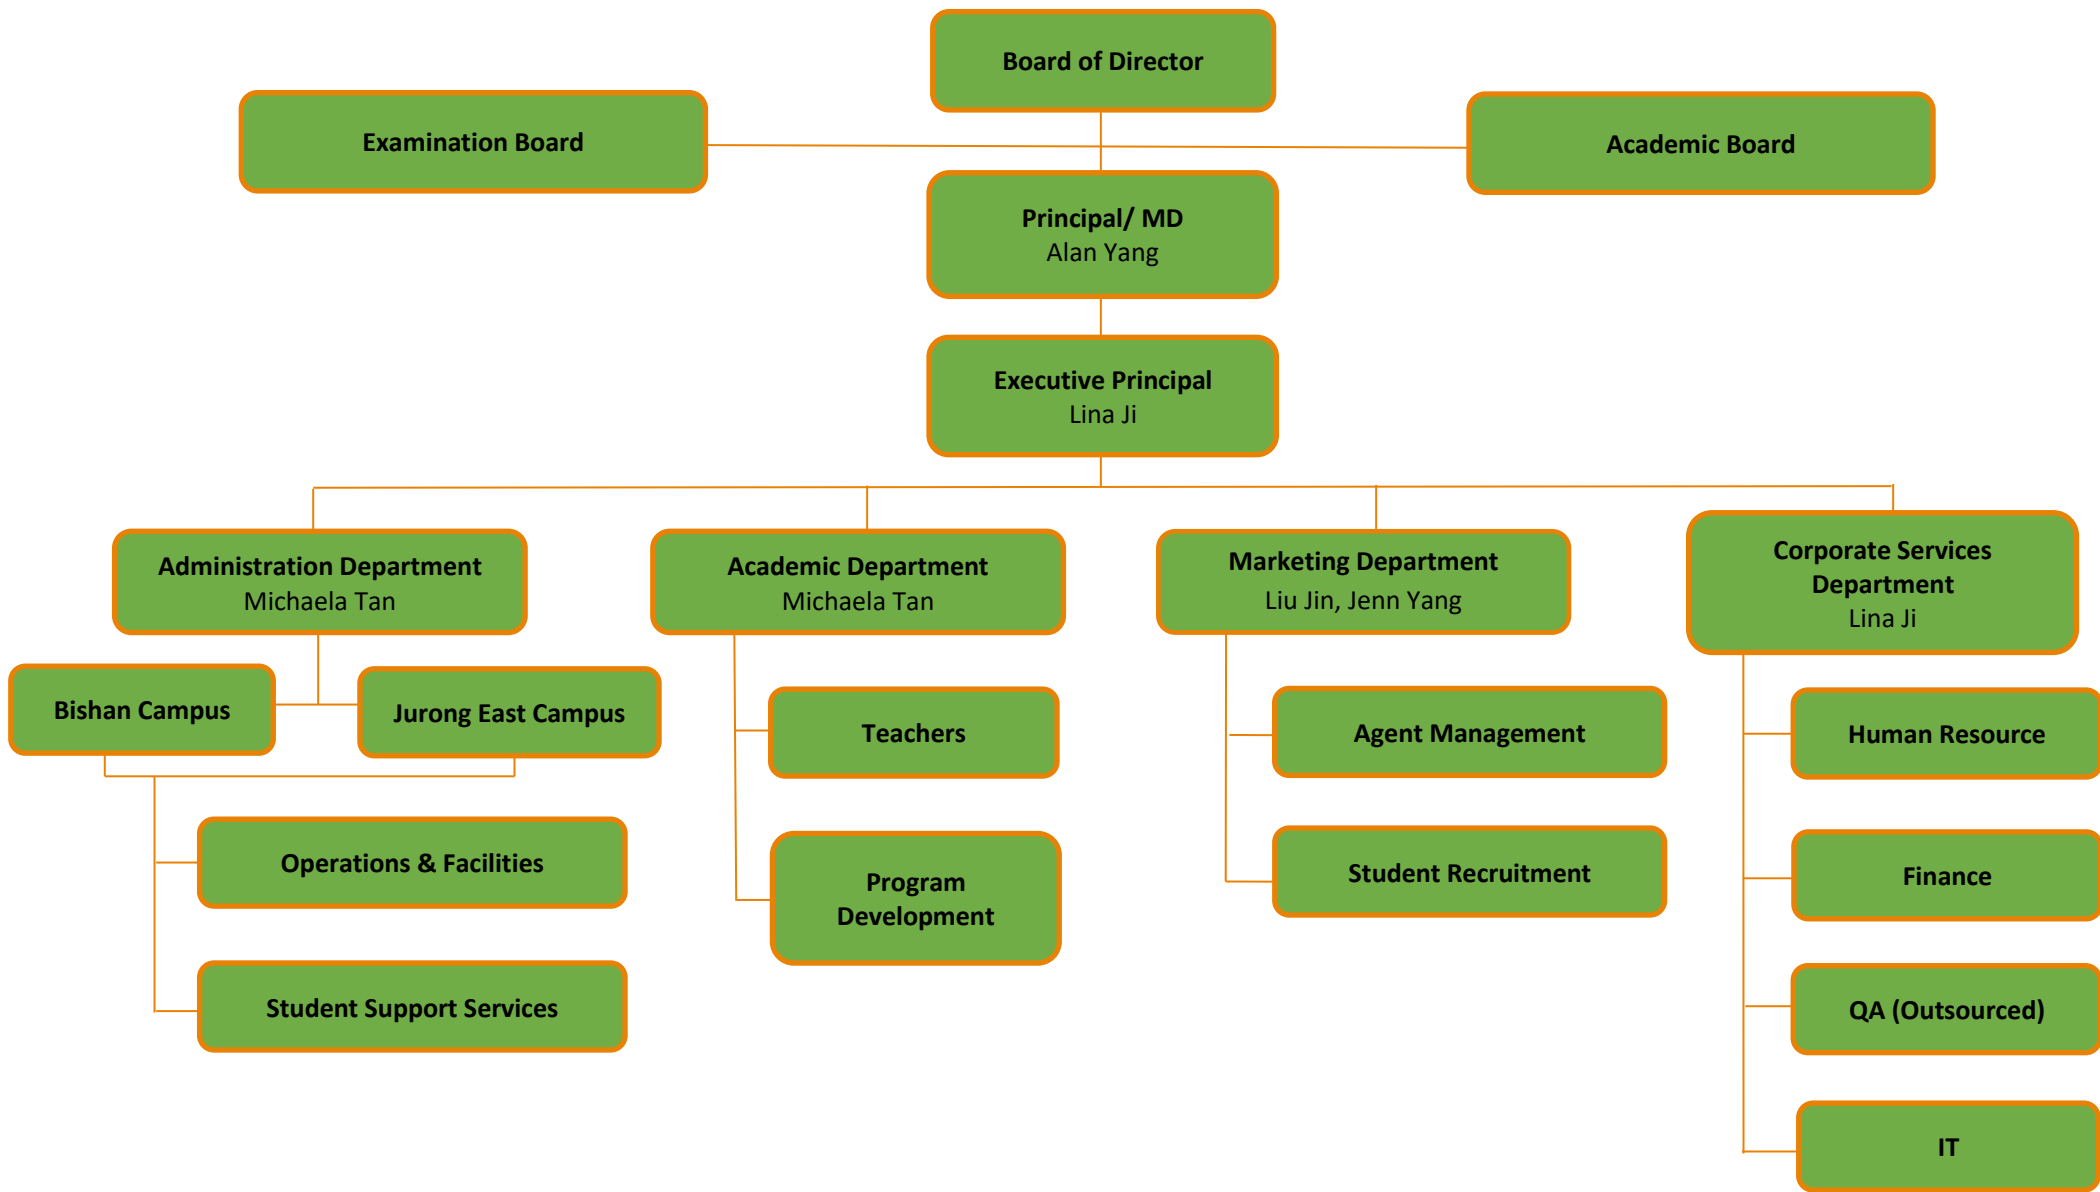 Board of Director
Examination Board
Academic Board
Principal/ MD
Alan Yang
Executive Principal
Lina Ji
Administration Department
Michaela Tan
Academic Department
Michaela Tan
Marketing Department
Liu Jin, Jenn Yang
Corporate Services
Department
Lina Ji
Bishan Campus
Jurong East Campus
Operations & Facilities
Student Support Services
Teachers
Program
Development
Agent Management
Student Recruitment
Human Resource
Finance
QA (Outsourced)
IT